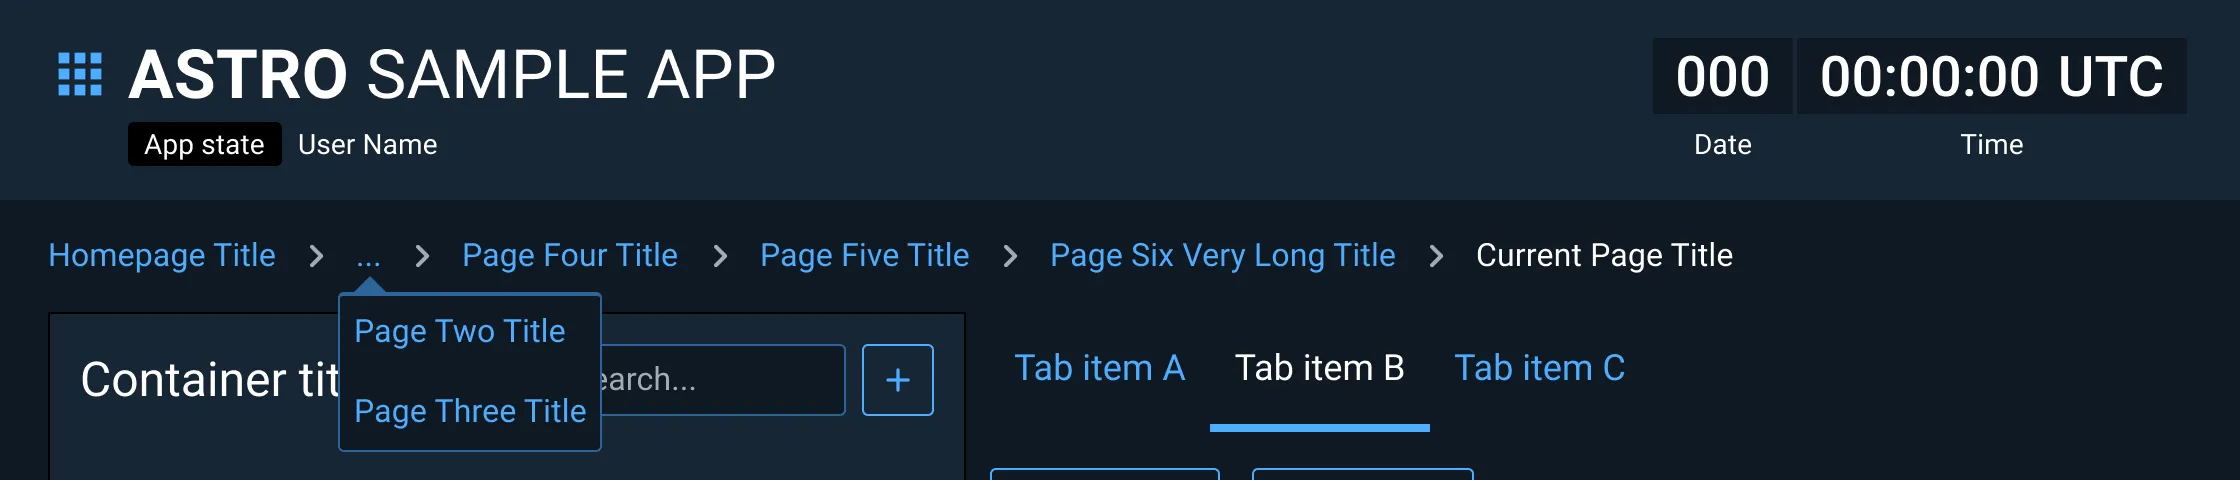 ASTRO SAMPLE APP
000 00:00:00 UTC
App state User Name
Date Time
Homepage Title ... Page Four Title Page Five Title Page Six Very Long Title Current Page Title
Page Two Title
Page Three Title
Container tit
earch...
Tab item A Tab item B Tab item C